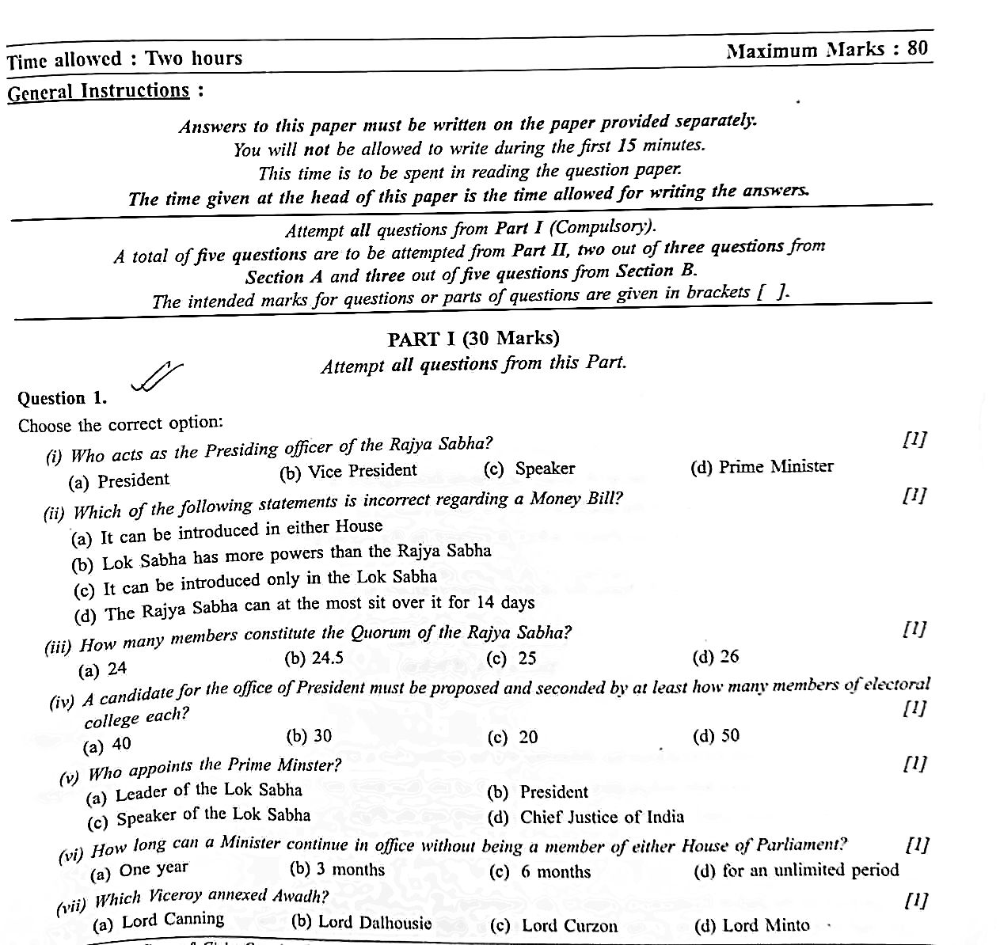 Time allowed : Two hours Maximum Marks : 80
General Instructions :
Answers to this paper must be written on the paper provided separately.
You will not be allowed to write during the first 15 minutes.
This time is to be spent in reading the question paper.
The time given at the head of this paper is the time allowed for writing the answers.
Attempt all questions from Part I (Compulsory).
A total of five questions are to be attempted from Part II, two out of three questions from
Section A and three out of five questions from Section B.
The intended marks for questions or parts of questions are given in brackets [ ].
PART I (30 Marks)
Attempt all questions from this Part.
Question 1.
Choose the correct option:
(i) Who acts as the Presiding officer of the Rajya Sabha? [1]
(a) President (b) Vice President (c) Speaker (d) Prime Minister
(ii) Which of the following statements is incorrect regarding a Money Bill? [1]
(a) It can be introduced in either House
(b) Lok Sabha has more powers than the Rajya Sabha
(c) It can be introduced only in the Lok Sabha
(d) The Rajya Sabha can at the most sit over it for 14 days
(iii) How many members constitute the Quorum of the Rajya Sabha? [1]
(a) 24 (b) 24.5 (c) 25 (d) 26
(iv) A candidate for the office of President must be proposed and seconded by at least how many members of electoral
college each? [1]
(a) 40 (b) 30 (c) 20 (d) 50
(v) Who appoints the Prime Minster? [1]
(a) Leader of the Lok Sabha (b) President
(c) Speaker of the Lok Sabha (d) Chief Justice of India
(vi) How long can a Minister continue in office without being a member of either House of Parliament? [1]
(a) One year (b) 3 months (c) 6 months (d) for an unlimited period
(vii) Which Viceroy annexed Awadh? [1]
(a) Lord Canning (b) Lord Dalhousie (c) Lord Curzon (d) Lord Minto